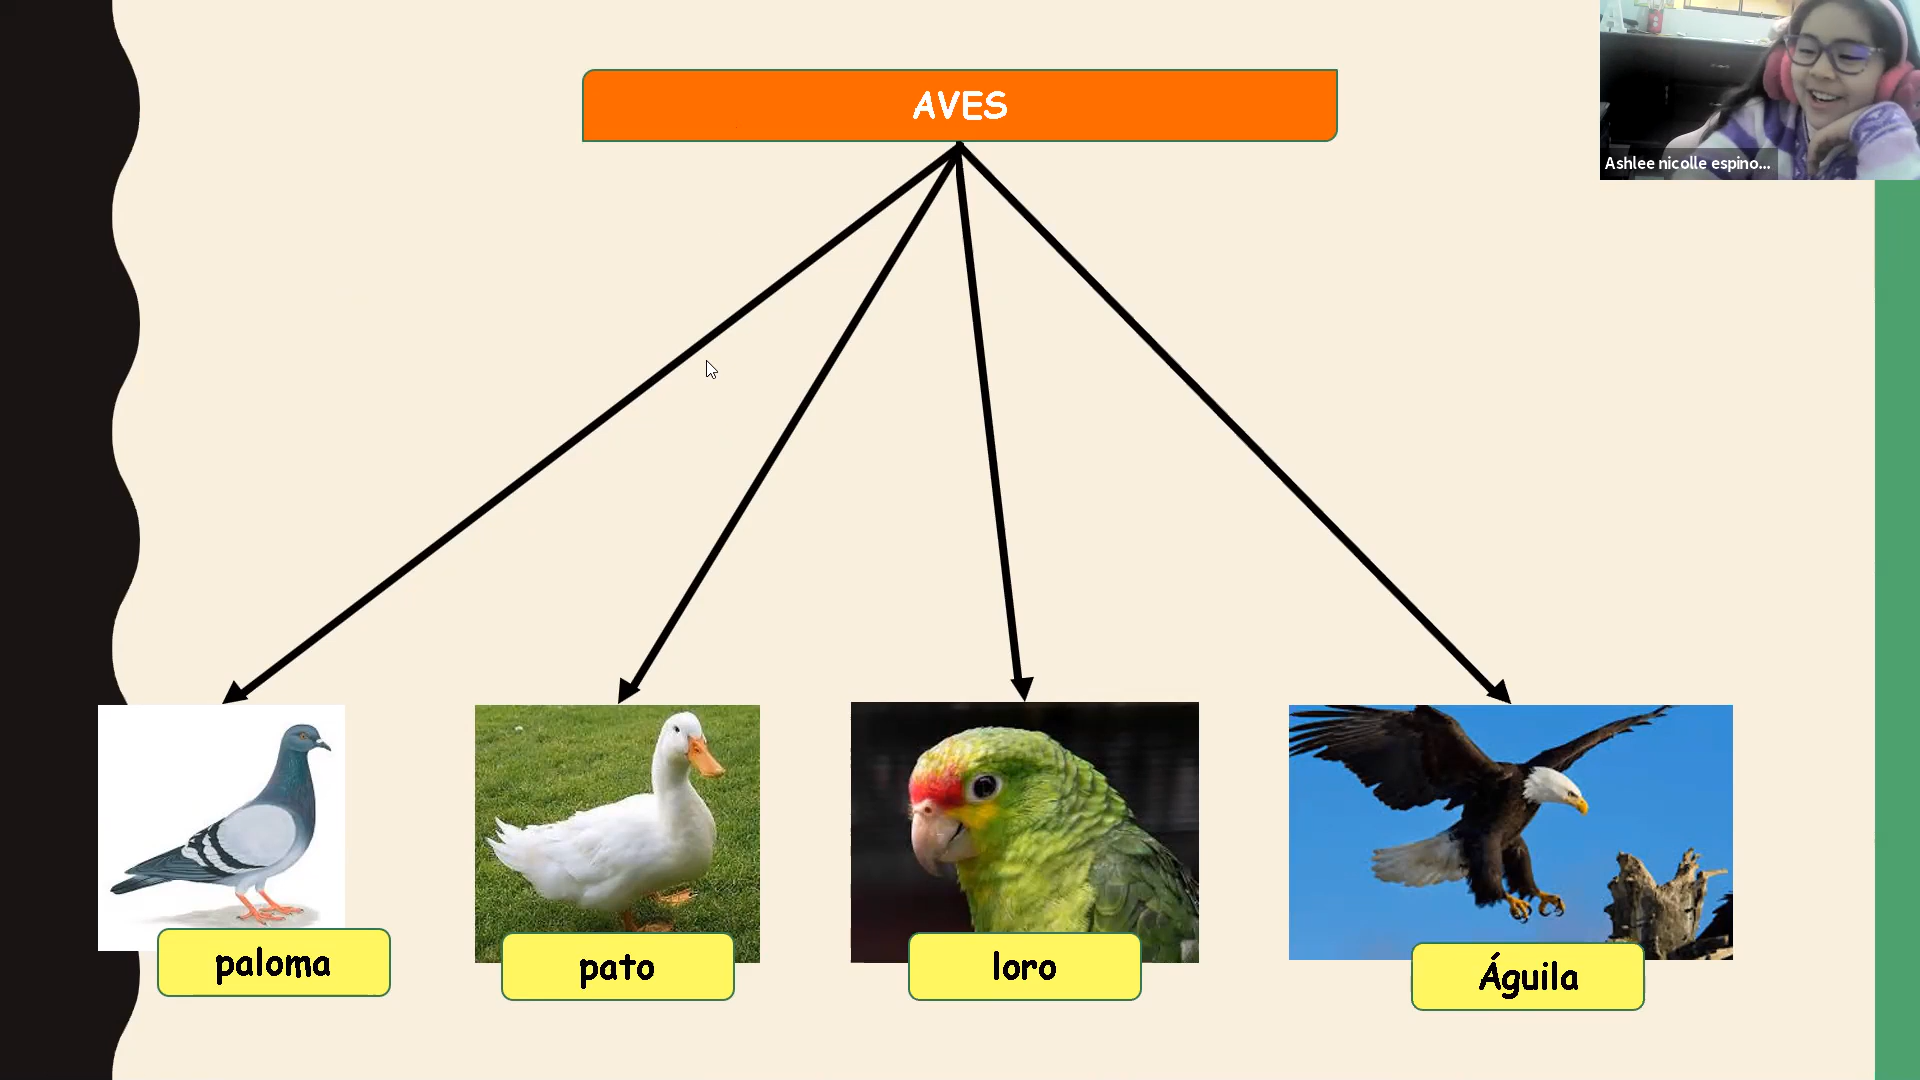 AVES
Ashlee nicolle espino...
paloma
pato
loro
Águila